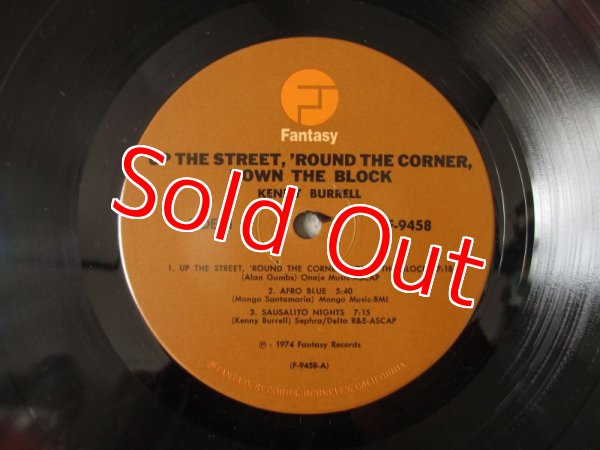 Fantasy
UP THE STREET, 'ROUND THE CORNER,
DOWN THE BLOCK
KENNY BURRELL
F-9458
Sold Out
1. UP THE STREET, 'ROUND THE CORNER, THE BLOCK 7:18
(Alan Gumbs) Onaje Music-ASCAP
2. AFRO BLUE 5:40
(Mongo Santamaria) Mongo Music-BMI
3. SAUSALITO NIGHTS 7:15
(Kenny Burrell) Sephra/Delta R&E-ASCAP
℗ - 1974 Fantasy Records
(F-9458-A)
FANTASY RECORDS, BERKELEY, CALIFORNIA